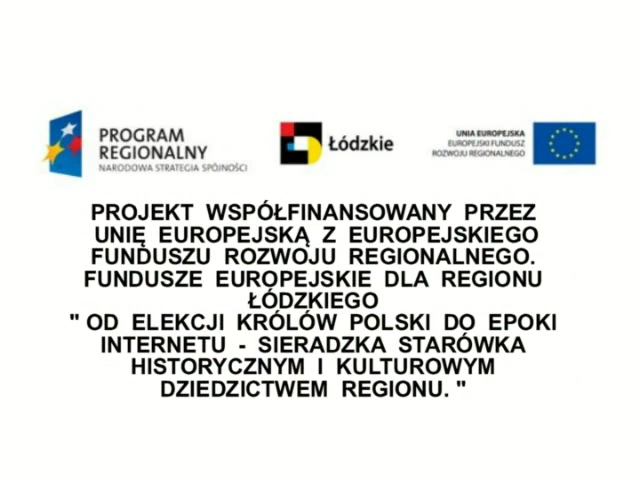 PROGRAM
REGIONALNY
NARODOWA STRATEGIA SPÓJNOŚCI
Łódzkie
UNIA EUROPEJSKA
EUROPEJSKI FUNDUSZ
ROZWOJU REGIONALNEGO
PROJEKT WSPÓŁFINANSOWANY PRZEZ
UNIĘ EUROPEJSKĄ Z EUROPEJSKIEGO
FUNDUSZU ROZWOJU REGIONALNEGO.
FUNDUSZE EUROPEJSKIE DLA REGIONU
ŁÓDZKIEGO
" OD ELEKCJI KRÓLÓW POLSKI DO EPOKI
INTERNETU - SIERADZKA STARÓWKA
HISTORYCZNYM I KULTUROWYM
DZIEDZICTWEM REGIONU. "